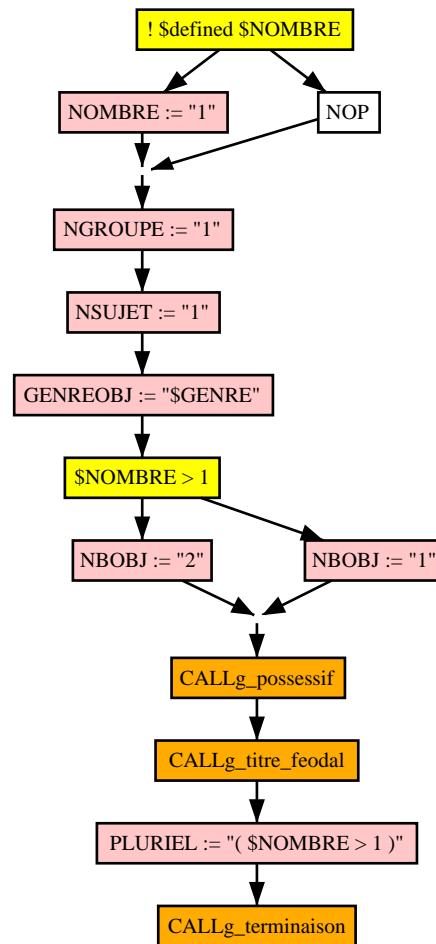 ! $defined $NOMBRE
NOMBRE := "1"
NOP
NGROUPE := "1"
NSUJET := "1"
GENREOBJ := "$GENRE"
$NOMBRE > 1
NBOBJ := "2"
NBOBJ := "1"
CALLg_possessif
CALLg_titre_feodal
PLURIEL := "( $NOMBRE > 1 )"
CALLg_terminaison